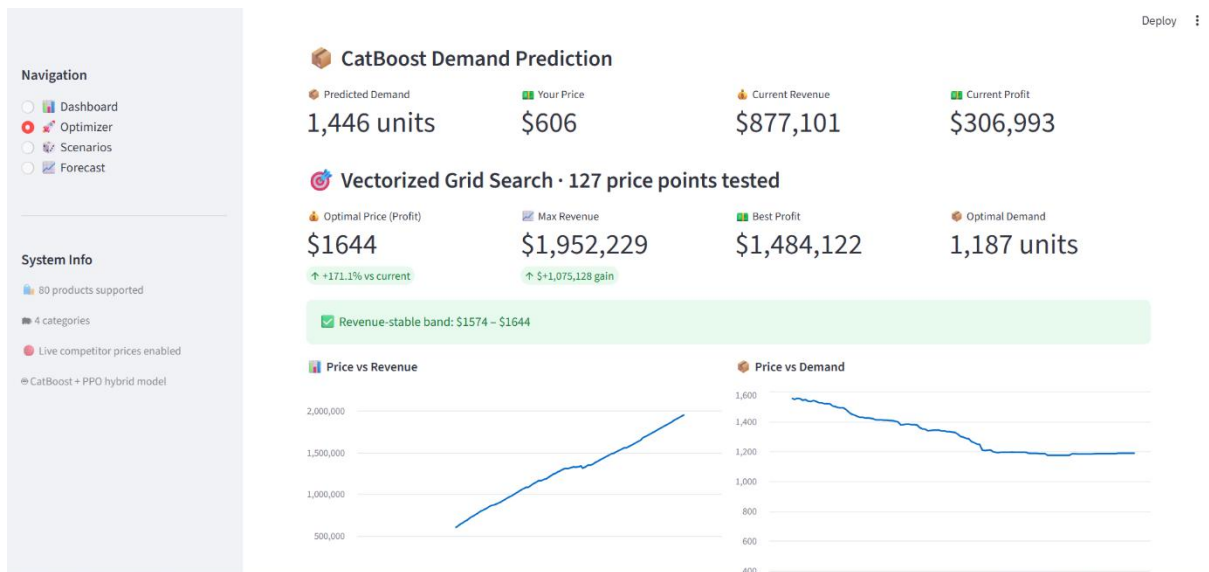 Deploy
Navigation
Dashboard
Optimizer
Scenarios
Forecast
System Info
80 products supported
4 categories
Live competitor prices enabled
CatBoost + PPO hybrid model
CatBoost Demand Prediction
Predicted Demand
1,446 units
Your Price
$606
Current Revenue
$877,101
Current Profit
$306,993
Vectorized Grid Search · 127 price points tested
Optimal Price (Profit)
$1644
↑ +171.1% vs current
Max Revenue
$1,952,229
↑ $+1,075,128 gain
Best Profit
$1,484,122
Optimal Demand
1,187 units
Revenue-stable band: $1574 – $1644
Price vs Revenue
2,000,000
1,500,000
1,000,000
500,000
Price vs Demand
1,600
1,400
1,200
1,000
800
600
400